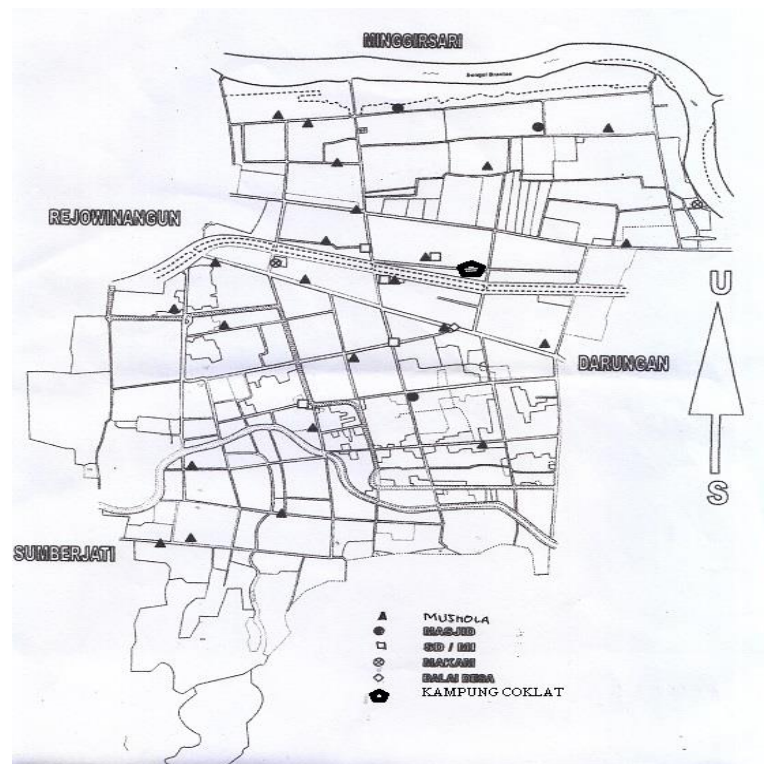 MINGGIRSARI
Sungai Brantas
REJOWINANGUN
U
DARUNGAN
S
SUMBERJATI
MUSHOLA
MASJID
SD / MI
MAKAM
BALAI DESA
KAMPUNG COKLAT